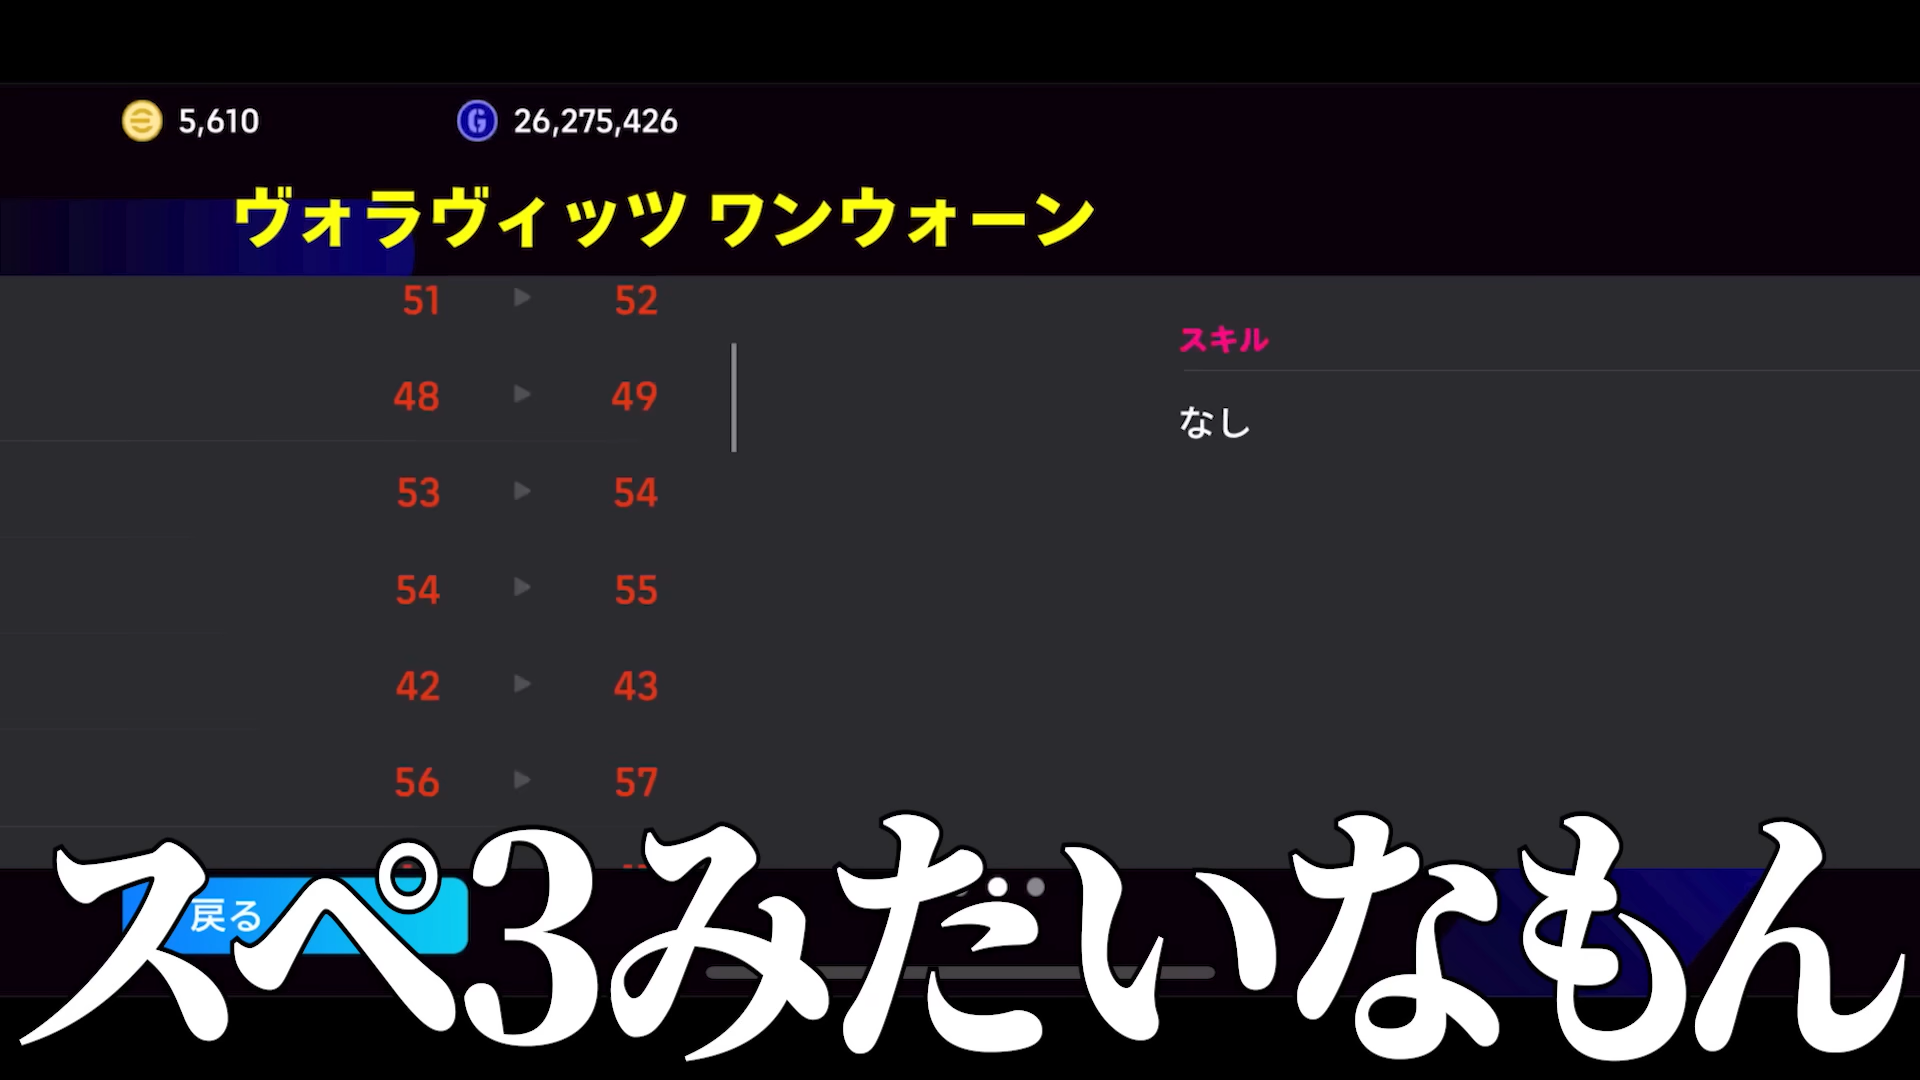 5,610 26,275,426
ヴォラヴィッツ ワンウォーン
51 ▶ 52
スキル
48 ▶ 49
なし
53 ▶ 54
54 ▶ 55
42 ▶ 43
56 ▶ 57
戻る
スペ3みたいなもん